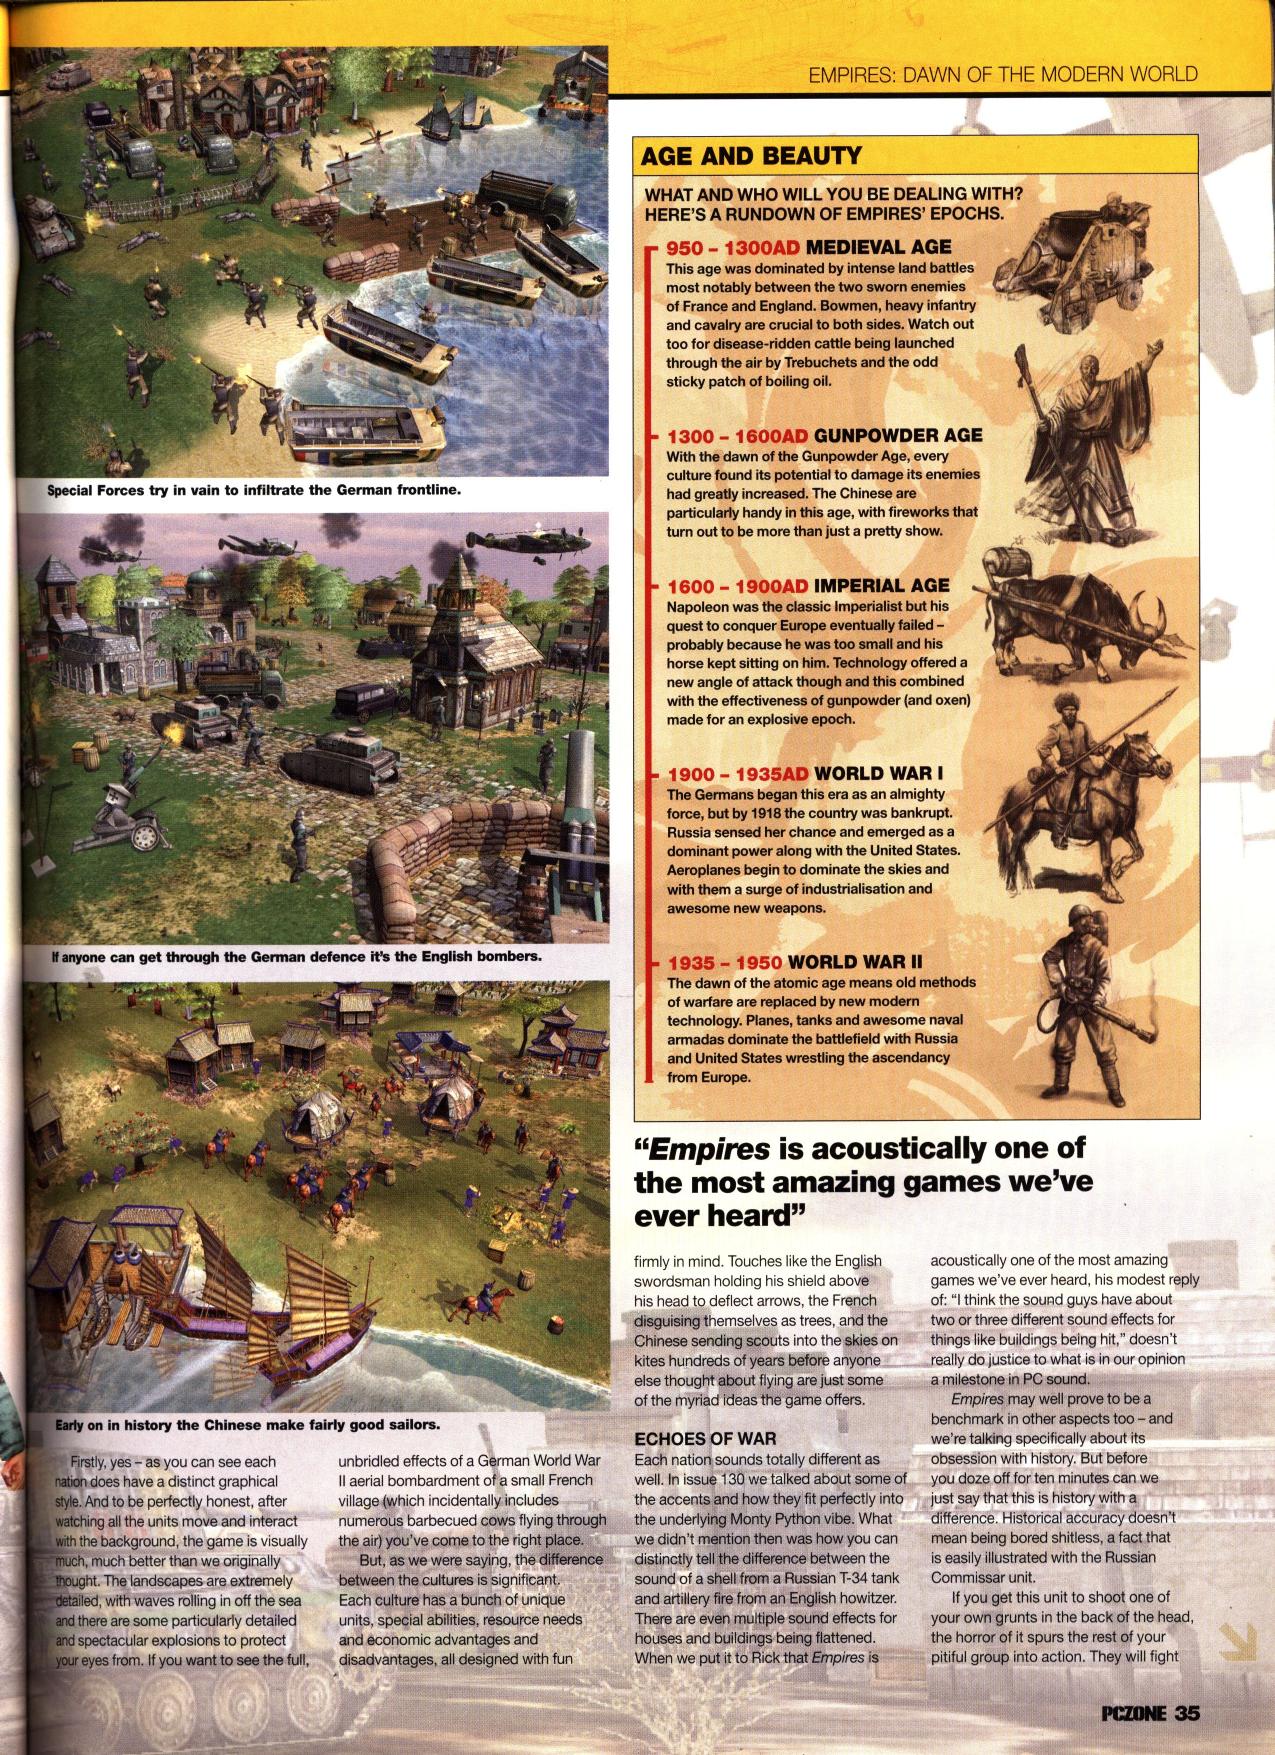 EMPIRES: DAWN OF THE MODERN WORLD
Special Forces try in vain to infiltrate the German frontline.
If anyone can get through the German defence it's the English bombers.
Early on in history the Chinese make fairly good sailors.
AGE AND BEAUTY
WHAT AND WHO WILL YOU BE DEALING WITH?
HERE'S A RUNDOWN OF EMPIRES' EPOCHS.
950 – 1300AD MEDIEVAL AGE
This age was dominated by intense land battles
most notably between the two sworn enemies
of France and England. Bowmen, heavy infantry
and cavalry are crucial to both sides. Watch out
too for disease-ridden cattle being launched
through the air by Trebuchets and the odd
sticky patch of boiling oil.
1300 – 1600AD GUNPOWDER AGE
With the dawn of the Gunpowder Age, every
culture found its potential to damage its enemies
had greatly increased. The Chinese are
particularly handy in this age, with fireworks that
turn out to be more than just a pretty show.
1600 – 1900AD IMPERIAL AGE
Napoleon was the classic Imperialist but his
quest to conquer Europe eventually failed –
probably because he was too small and his
horse kept sitting on him. Technology offered a
new angle of attack though and this combined
with the effectiveness of gunpowder (and oxen)
made for an explosive epoch.
1900 – 1935AD WORLD WAR I
The Germans began this era as an almighty
force, but by 1918 the country was bankrupt.
Russia sensed her chance and emerged as a
dominant power along with the United States.
Aeroplanes begin to dominate the skies and
with them a surge of industrialisation and
awesome new weapons.
1935 – 1950 WORLD WAR II
The dawn of the atomic age means old methods
of warfare are replaced by new modern
technology. Planes, tanks and awesome naval
armadas dominate the battlefield with Russia
and United States wrestling the ascendancy
from Europe.
"Empires is acoustically one of
the most amazing games we've
ever heard"
Firstly, yes – as you can see each
nation does have a distinct graphical
style. And to be perfectly honest, after
watching all the units move and interact
with the background, the game is visually
much, much better than we originally
thought. The landscapes are extremely
detailed, with waves rolling in off the sea
and there are some particularly detailed
and spectacular explosions to protect
your eyes from. If you want to see the full,
unbridled effects of a German World War
II aerial bombardment of a small French
village (which incidentally includes
numerous barbecued cows flying through
the air) you've come to the right place.
But, as we were saying, the difference
between the cultures is significant.
Each culture has a bunch of unique
units, special abilities, resource needs
and economic advantages and
disadvantages, all designed with fun
firmly in mind. Touches like the English
swordsman holding his shield above
his head to deflect arrows, the French
disguising themselves as trees, and the
Chinese sending scouts into the skies on
kites hundreds of years before anyone
else thought about flying are just some
of the myriad ideas the game offers.
ECHOES OF WAR
Each nation sounds totally different as
well. In issue 130 we talked about some of
the accents and how they fit perfectly into
the underlying Monty Python vibe. What
we didn't mention then was how you can
distinctly tell the difference between the
sound of a shell from a Russian T-34 tank
and artillery fire from an English howitzer.
There are even multiple sound effects for
houses and buildings being flattened.
When we put it to Rick that Empires is
acoustically one of the most amazing
games we've ever heard, his modest reply
of: "I think the sound guys have about
two or three different sound effects for
things like buildings being hit," doesn't
really do justice to what is in our opinion
a milestone in PC sound.
Empires may well prove to be a
benchmark in other aspects too – and
we're talking specifically about its
obsession with history. But before
you doze off for ten minutes can we
just say that this is history with a
difference. Historical accuracy doesn't
mean being bored shitless, a fact that
is easily illustrated with the Russian
Commissar unit.
If you get this unit to shoot one of
your own grunts in the back of the head,
the horror of it spurs the rest of your
pitiful group into action. They will fight
PCZONE 35